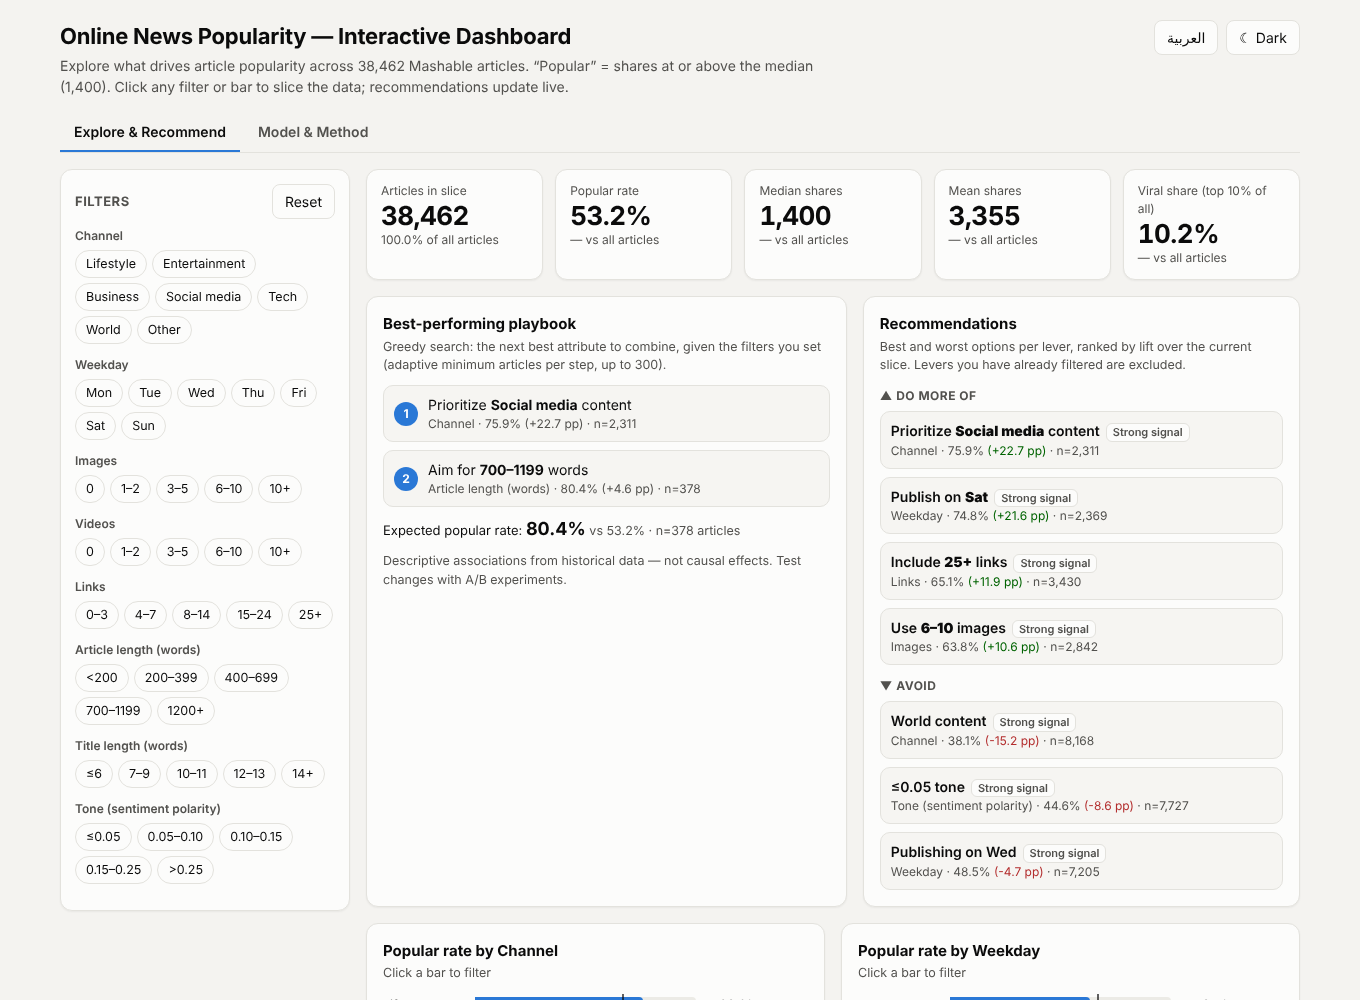 Online News Popularity — Interactive Dashboard
العربية
☾ Dark
Explore what drives article popularity across 38,462 Mashable articles. “Popular” = shares at or above the median
(1,400). Click any filter or bar to slice the data; recommendations update live.
Explore & Recommend
Model & Method
FILTERS
Reset
Channel
Lifestyle
Entertainment
Business
Social media
Tech
World
Other
Weekday
Mon
Tue
Wed
Thu
Fri
Sat
Sun
Images
0
1–2
3–5
6–10
10+
Videos
0
1–2
3–5
6–10
10+
Links
0–3
4–7
8–14
15–24
25+
Article length (words)
<200
200–399
400–699
700–1199
1200+
Title length (words)
≤6
7–9
10–11
12–13
14+
Tone (sentiment polarity)
≤0.05
0.05–0.10
0.10–0.15
0.15–0.25
>0.25
Articles in slice
38,462
100.0% of all articles
Popular rate
53.2%
— vs all articles
Median shares
1,400
— vs all articles
Mean shares
3,355
— vs all articles
Viral share (top 10% of
all)
10.2%
— vs all articles
Best-performing playbook
Greedy search: the next best attribute to combine, given the filters you set
(adaptive minimum articles per step, up to 300).
1
Prioritize Social media content
Channel · 75.9% (+22.7 pp) · n=2,311
2
Aim for 700–1199 words
Article length (words) · 80.4% (+4.6 pp) · n=378
Expected popular rate: 80.4% vs 53.2% · n=378 articles
Descriptive associations from historical data — not causal effects. Test
changes with A/B experiments.
Recommendations
Best and worst options per lever, ranked by lift over the current
slice. Levers you have already filtered are excluded.
▲ DO MORE OF
Prioritize Social media content Strong signal
Channel · 75.9% (+22.7 pp) · n=2,311
Publish on Sat Strong signal
Weekday · 74.8% (+21.6 pp) · n=2,369
Include 25+ links Strong signal
Links · 65.1% (+11.9 pp) · n=3,430
Use 6–10 images Strong signal
Images · 63.8% (+10.6 pp) · n=2,842
▼ AVOID
World content Strong signal
Channel · 38.1% (-15.2 pp) · n=8,168
≤0.05 tone Strong signal
Tone (sentiment polarity) · 44.6% (-8.6 pp) · n=7,727
Publishing on Wed Strong signal
Weekday · 48.5% (-4.7 pp) · n=7,205
Popular rate by Channel
Click a bar to filter
Popular rate by Weekday
Click a bar to filter